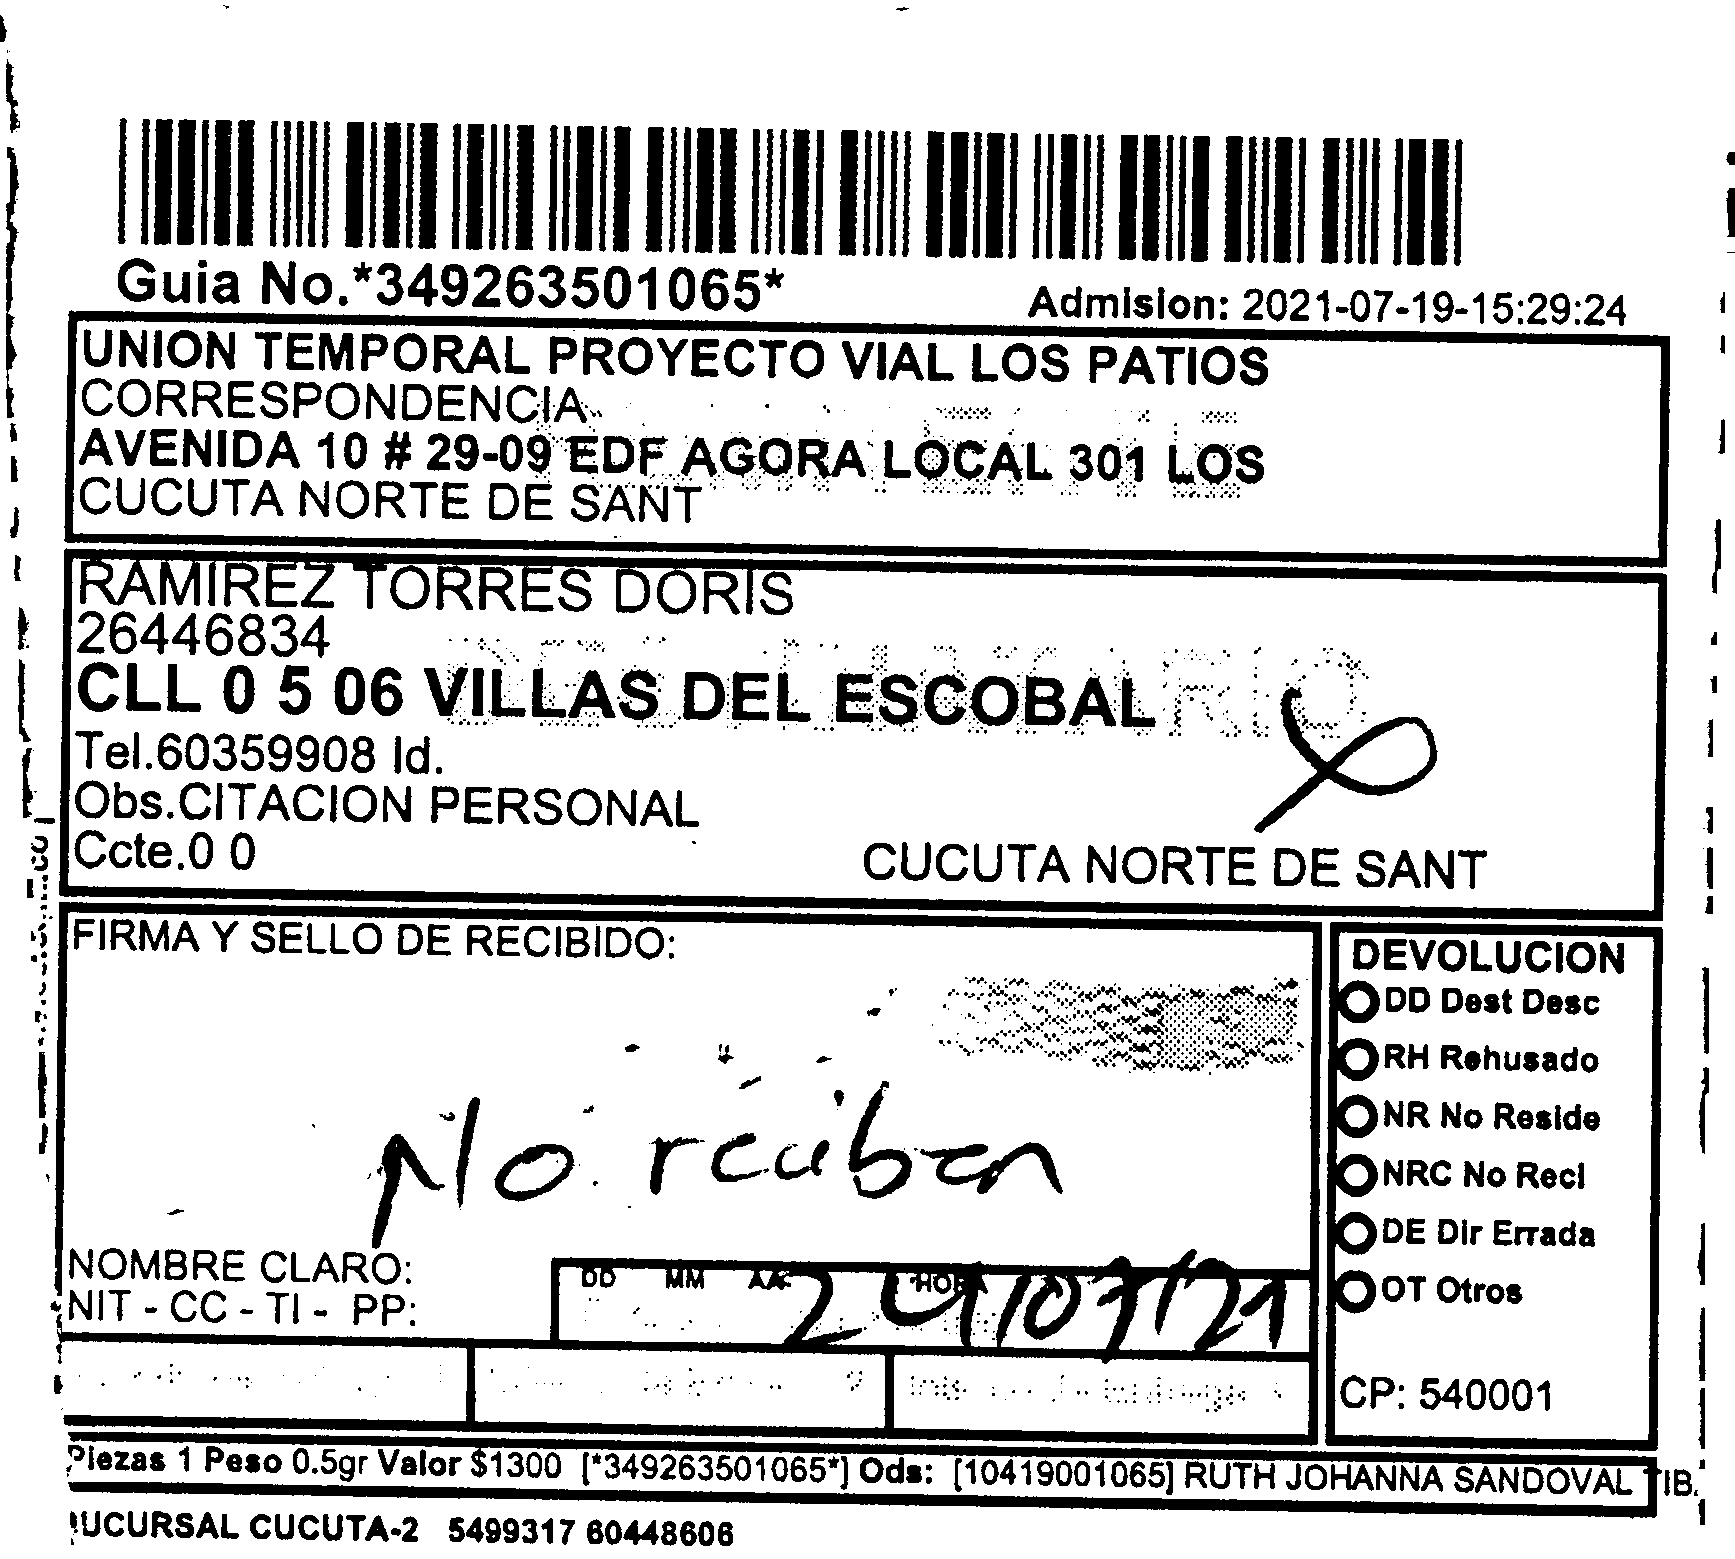 Guia No.*349263501065*
Admision: 2021-07-19-15:29:24
UNION TEMPORAL PROYECTO VIAL LOS PATIOS
CORRESPONDENCIA
AVENIDA 10 # 29-09 EDF AGORA LOCAL 301 LOS
CUCUTA NORTE DE SANT
RAMIREZ TORRES DORIS
26446834
CLL 0 5 06 VILLAS DEL ESCOBAL
Tel.60359908 Id.
Obs.CITACION PERSONAL
Ccte.0 0
CUCUTA NORTE DE SANT
FIRMA Y SELLO DE RECIBIDO:
No reciben
NOMBRE CLARO:
NIT - CC - TI - PP:
DD MM AA HORA
24/07/21
DEVOLUCION
DD Dest Desc
RH Rehusado
NR No Reside
NRC No Reci
DE Dir Errada
OT Otros
CP: 540001
Piezas 1 Peso 0.5gr Valor $1300 [*349263501065*] Ods: [10419001065] RUTH JOHANNA SANDOVAL TIB.
UCURSAL CUCUTA-2 5499317 60448606